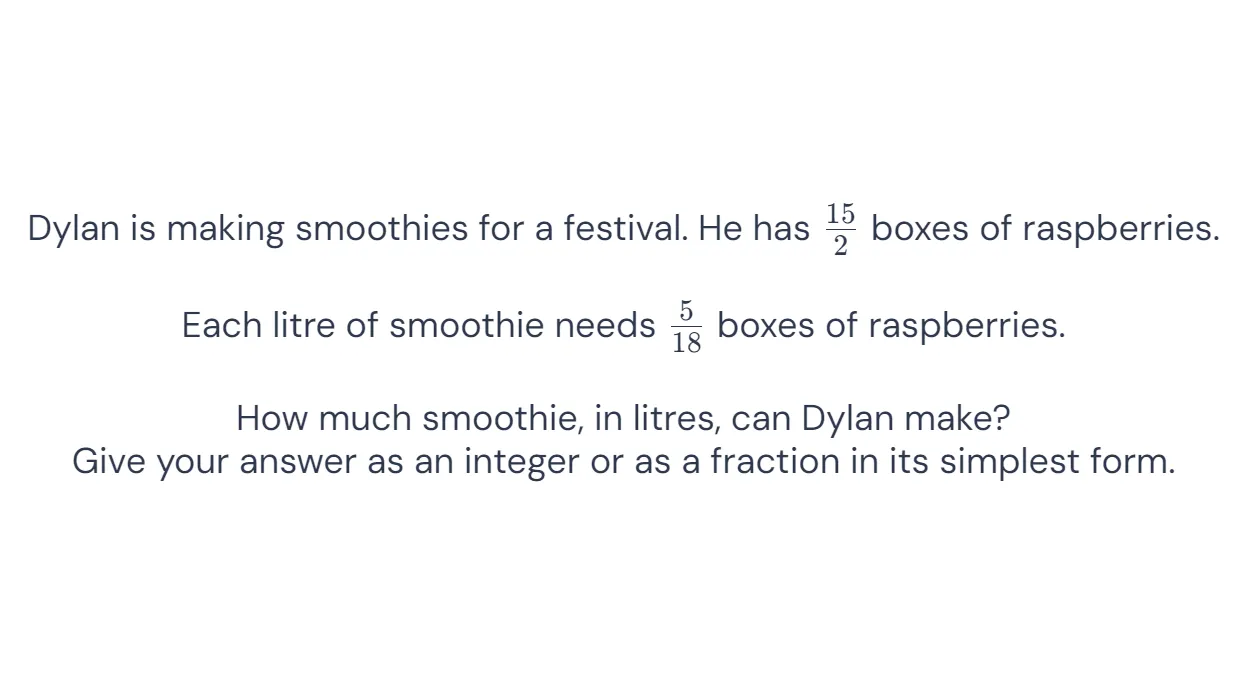 Dylan is making smoothies for a festival. He has 15/2 boxes of raspberries.
Each litre of smoothie needs 5/18 boxes of raspberries.
How much smoothie, in litres, can Dylan make?
Give your answer as an integer or as a fraction in its simplest form.